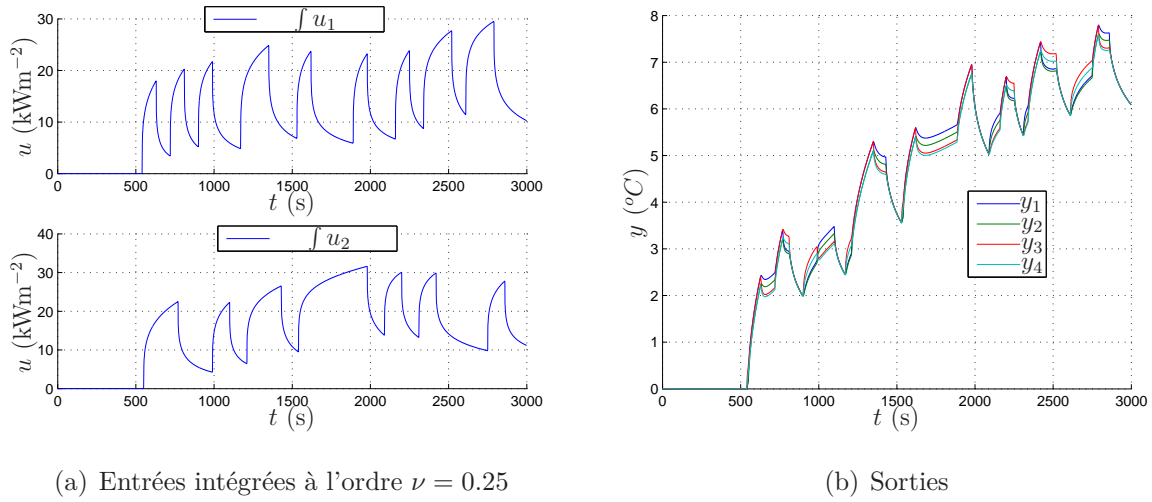 ∫ u₁
30
20
10
0
u (kWm⁻²)
0 500 1000 1500 2000 2500 3000
t (s)
∫ u₂
40
30
20
10
0
u (kWm⁻²)
0 500 1000 1500 2000 2500 3000
t (s)
(a) Entrées intégrées à l'ordre ν = 0.25
8
7
6
5
4
3
2
1
0
y (°C)
y₁
y₂
y₃
y₄
0 500 1000 1500 2000 2500 3000
t (s)
(b) Sorties